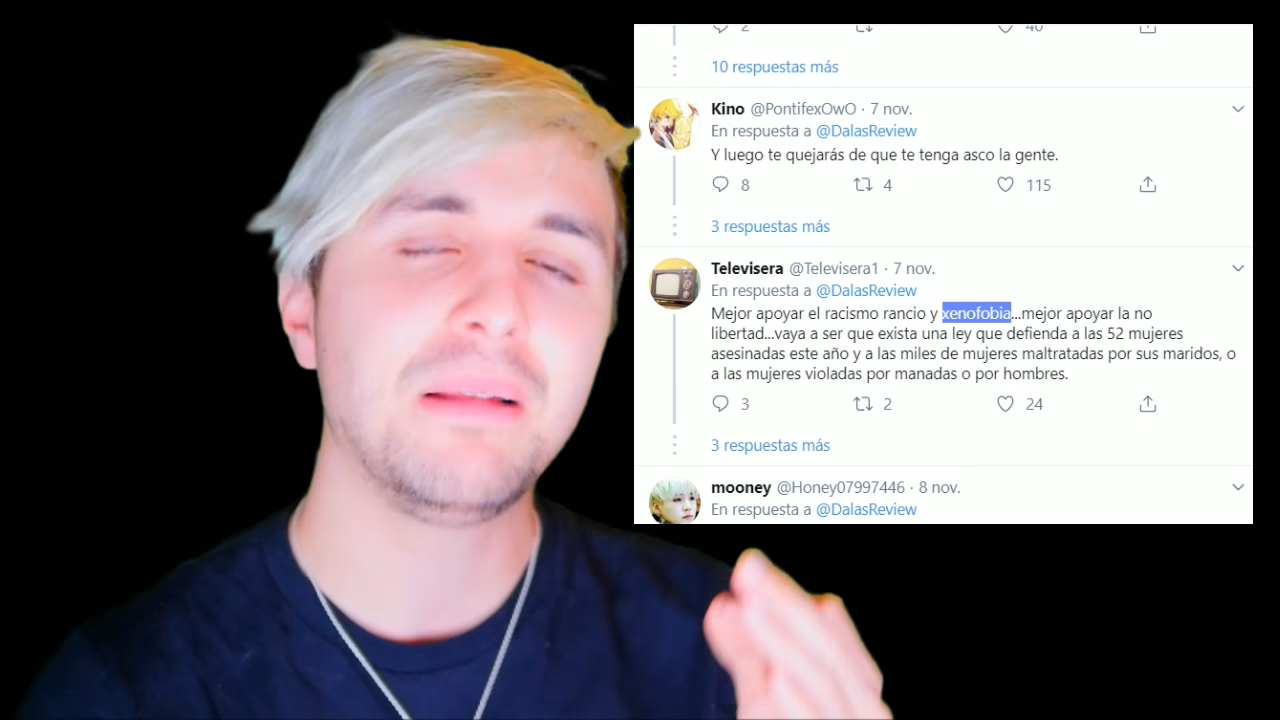 2 40
10 respuestas más
Kino @PontifexOwO · 7 nov.
En respuesta a @DalasReview
Y luego te quejarás de que te tenga asco la gente.
8 4 115
3 respuestas más
Televisera @Televisera1 · 7 nov.
En respuesta a @DalasReview
Mejor apoyar el racismo rancio y xenofobia...mejor apoyar la no
libertad...vaya a ser que exista una ley que defienda a las 52 mujeres
asesinadas este año y a las miles de mujeres maltratadas por sus maridos, o
a las mujeres violadas por manadas o por hombres.
3 2 24
3 respuestas más
mooney @Honey07997446 · 8 nov.
En respuesta a @DalasReview